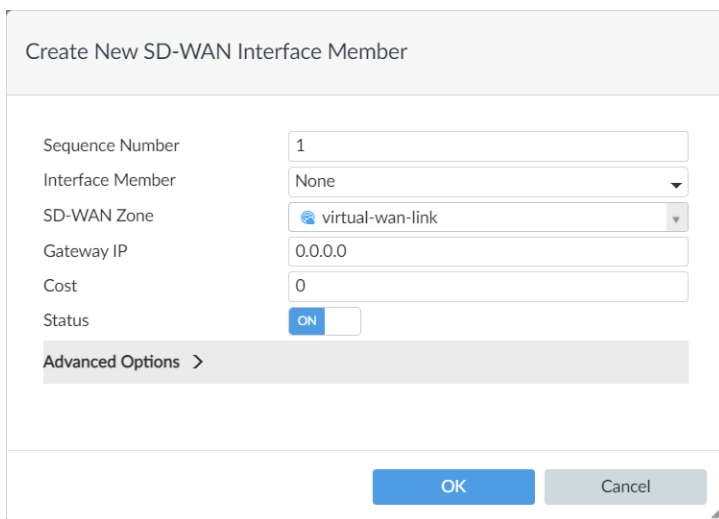 Create New SD-WAN Interface Member
Sequence Number 1
Interface Member None
SD-WAN Zone virtual-wan-link
Gateway IP 0.0.0.0
Cost 0
Status ON
Advanced Options >
OK Cancel